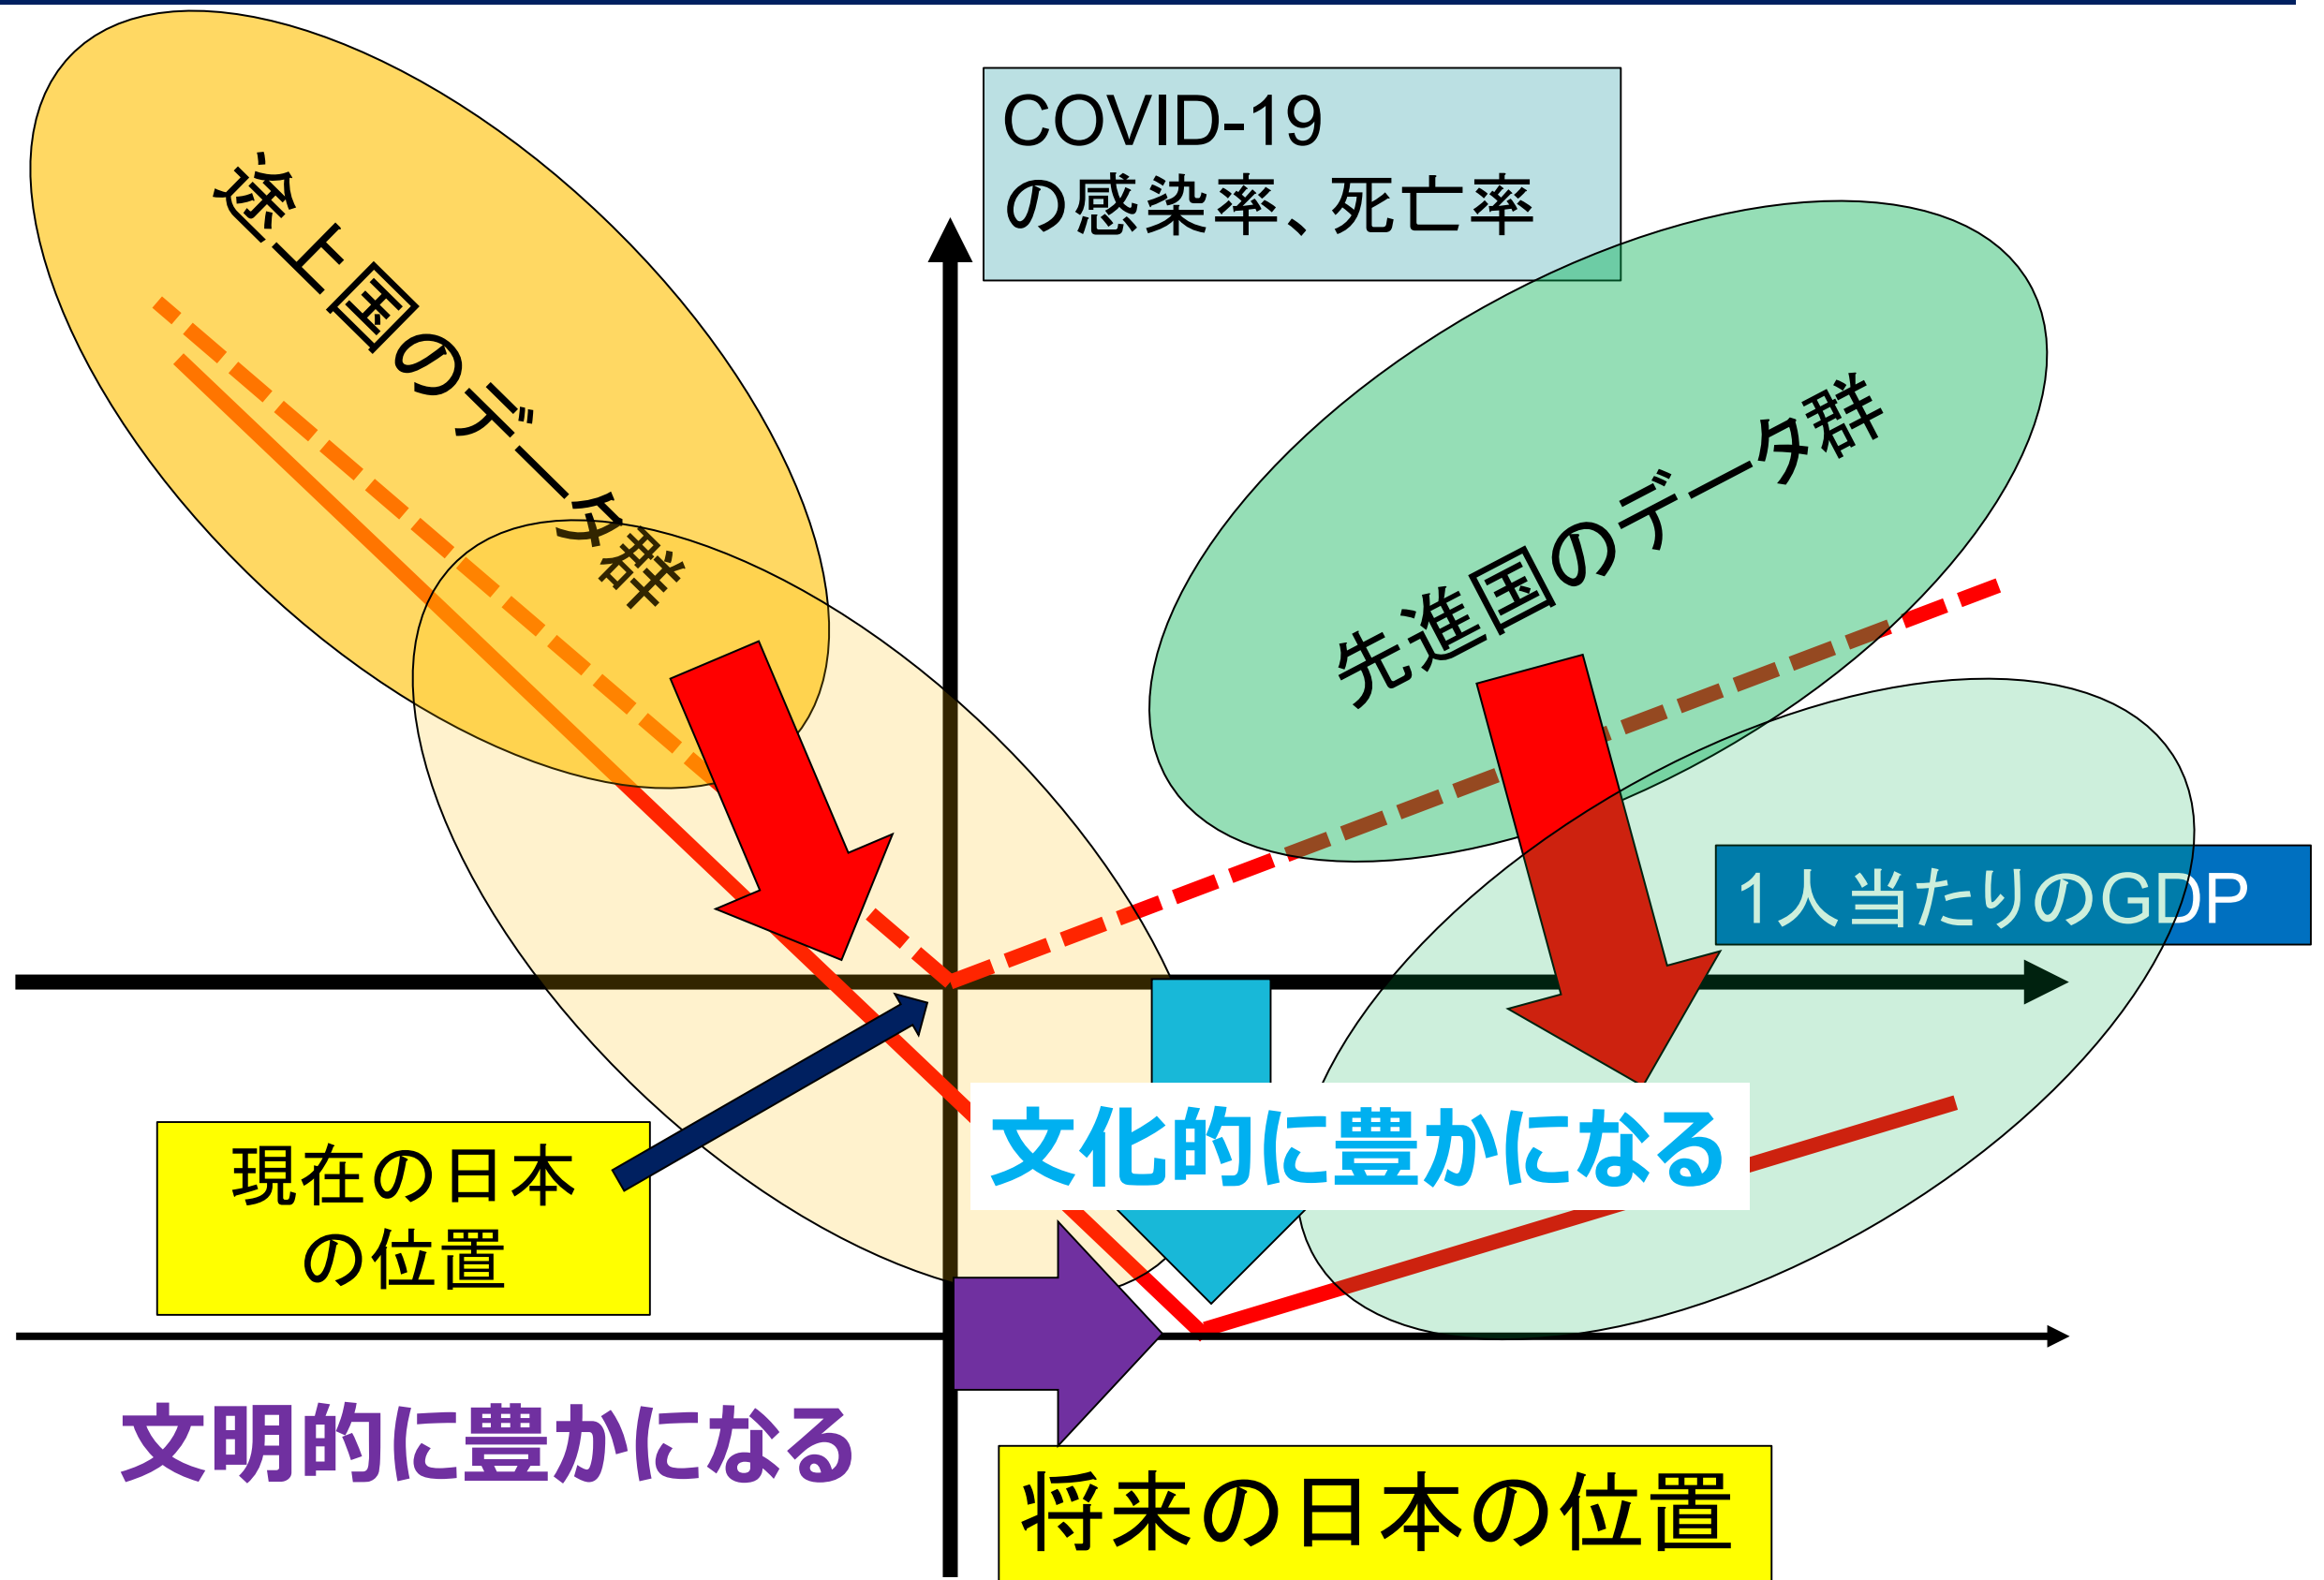 COVID-19
の感染率、死亡率
途上国のデータ群
先進国のデータ群
1人当たりのGDP
現在の日本
の位置
文化的に豊かになる
文明的に豊かになる
将来の日本の位置